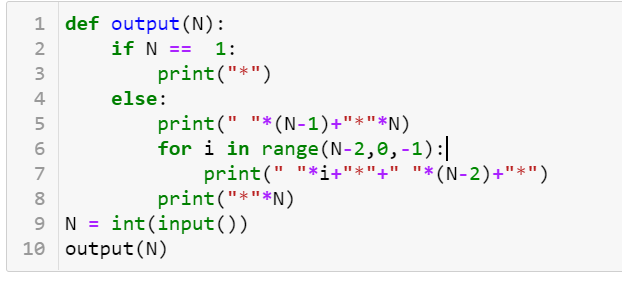 1 def output(N):
2     if N ==  1:
3         print("*")
4     else:
5         print(" "*(N-1)+"*"*N)
6         for i in range(N-2,0,-1):
7             print(" "*i+"*"+" "*(N-2)+"*")
8         print("*"*N)
9 N = int(input())
10 output(N)